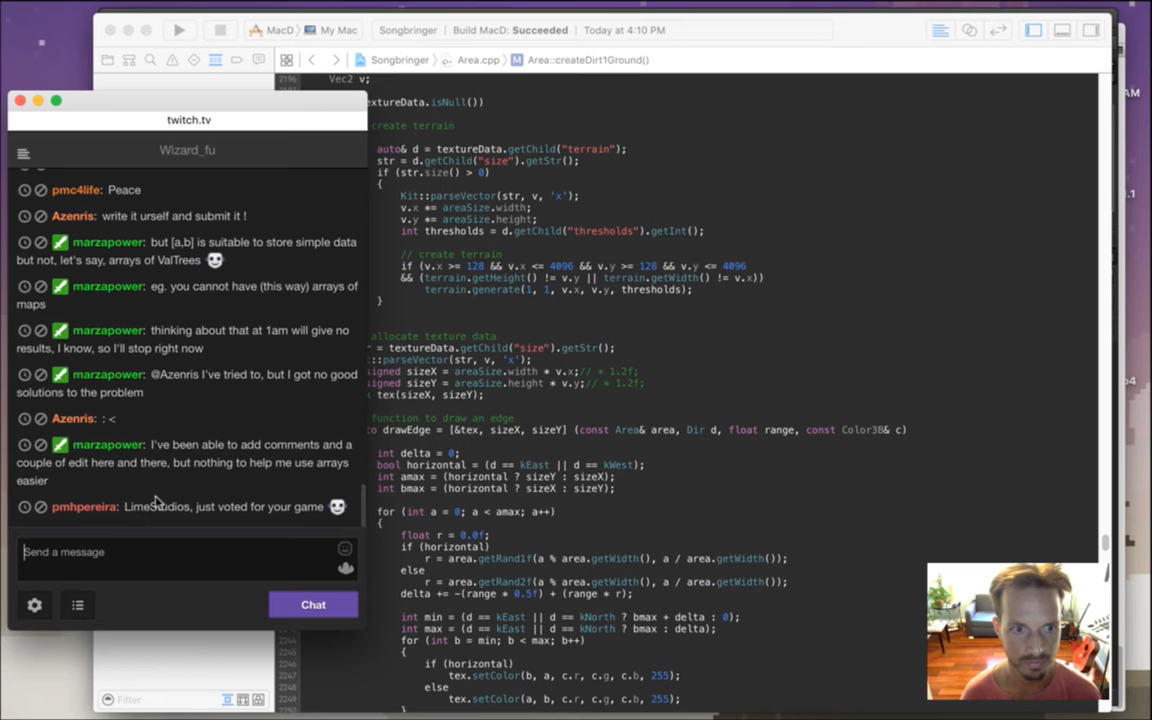 MacD
My Mac
Songbringer
Build MacD: Succeeded
Today at 4:10 PM
Songbringer
Area.cpp
M
Area::createDirt1Ground()
AM
2196
Vec2 v;
extureData.isNull())
create terrain
auto& d = textureData.getChild("terrain");
str = d.getChild("size").getStr();
if (str.size() > 0)
{
Kit::parseVector(str, v, 'x');
v.x *= areaSize.width;
v.y *= areaSize.height;
int thresholds = d.getChild("thresholds").getInt();
// create terrain
if (v.x >= 128 && v.x <= 4096 && v.y >= 128 && v.y <= 4096
&& (terrain.getHeight() != v.y || terrain.getWidth() != v.x))
terrain.generate(1, 1, v.x, v.y, thresholds);
}
allocate texture data
= textureData.getChild("size").getStr();
::parseVector(str, v, 'x');
signed sizeX = areaSize.width * v.x;// * 1.2f;
signed sizeY = areaSize.height * v.y;// * 1.2f;
tex(sizeX, sizeY);
function to draw an edge
to drawEdge = [&tex, sizeX, sizeY] (const Area& area, Dir d, float range, const Color3B& c)
int delta = 0;
bool horizontal = (d == kEast || d == kWest);
int amax = (horizontal ? sizeY : sizeX);
int bmax = (horizontal ? sizeX : sizeY);
for (int a = 0; a < amax; a++)
{
float r = 0.0f;
if (horizontal)
r = area.getRand1f(a % area.getWidth(), a / area.getWidth());
else
r = area.getRand2f(a % area.getWidth(), a / area.getWidth());
delta += -(range * 0.5f) + (range * r);
int min = (d == kEast || d == kNorth ? bmax + delta : 0);
int max = (d == kEast || d == kNorth ? bmax : delta);
for (int b = min; b < max; b++)
{
if (horizontal)
tex.setColor(b, a, c.r, c.g, c.b, 255);
else
tex.setColor(a, b, c.r, c.g, c.b, 255);
}
2244
2245
2246
2247
2248
2249
twitch.tv
Wizard_fu
pmc4life: Peace
Azenris: write it urself and submit it !
marzapower: but [a,b] is suitable to store simple data
but not, let's say, arrays of ValTrees
marzapower: eg. you cannot have (this way) arrays of
maps
marzapower: thinking about that at 1am will give no
results, I know, so I'll stop right now
marzapower: @Azenris I've tried to, but I got no good
solutions to the problem
Azenris: : <
marzapower: I've been able to add comments and a
couple of edit here and there, but nothing to help me use arrays
easier
pmhpereira: LimeStudios, just voted for your game
Send a message
Chat
Filter